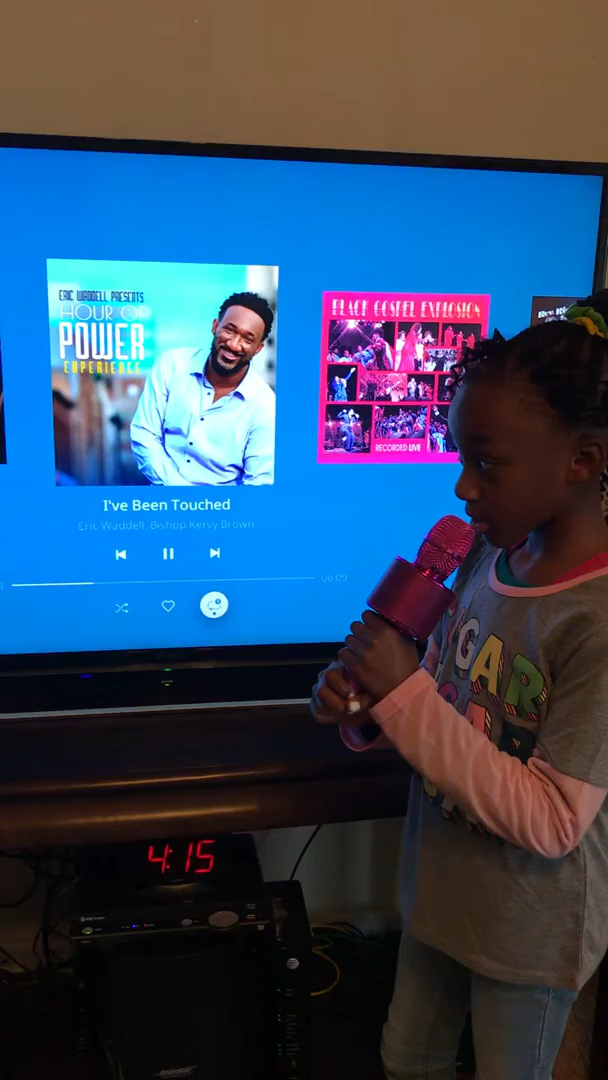 ERIC WADDELL PRESENTS
HOUR OF
POWER
EXPERIENCE
BLACK GOSPEL EXPLOSION
RECORDED LIVE
I've Been Touched
Eric Waddell, Bishop Kervy Brown
06:09
4:15
BOSE